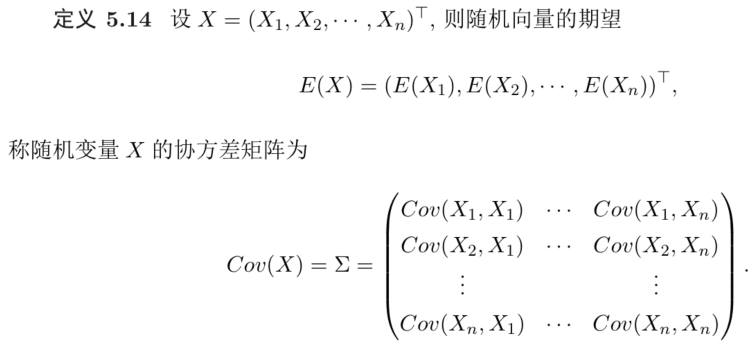 定义 5.14 设 X = (X₁, X₂, ⋯ , Xₙ)⊤, 则随机向量的期望
E(X) = (E(X₁), E(X₂), ⋯ , E(Xₙ))⊤,
称随机变量 X 的协方差矩阵为
Cov(X₁, X₁) ⋯ Cov(X₁, Xₙ)
Cov(X₂, X₁) ⋯ Cov(X₂, Xₙ)
Cov(X) = Σ = ( ⋮ ⋮ ) .
Cov(Xₙ, X₁) ⋯ Cov(Xₙ, Xₙ)